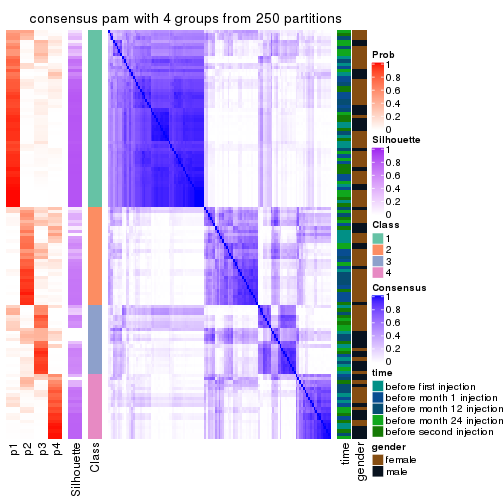 consensus pam with 4 groups from 250 partitions
Prob
1
0.8
0.6
0.4
0.2
0
Silhouette
1
0.8
0.6
0.4
0.2
0
Class
1
2
3
4
Consensus
1
0.8
0.6
0.4
0.2
0
time
before first injection
before month 1 injection
before month 12 injection
before month 24 injection
before second injection
gender
female
male
p1
p2
p3
p4
Silhouette
Class
time
gender